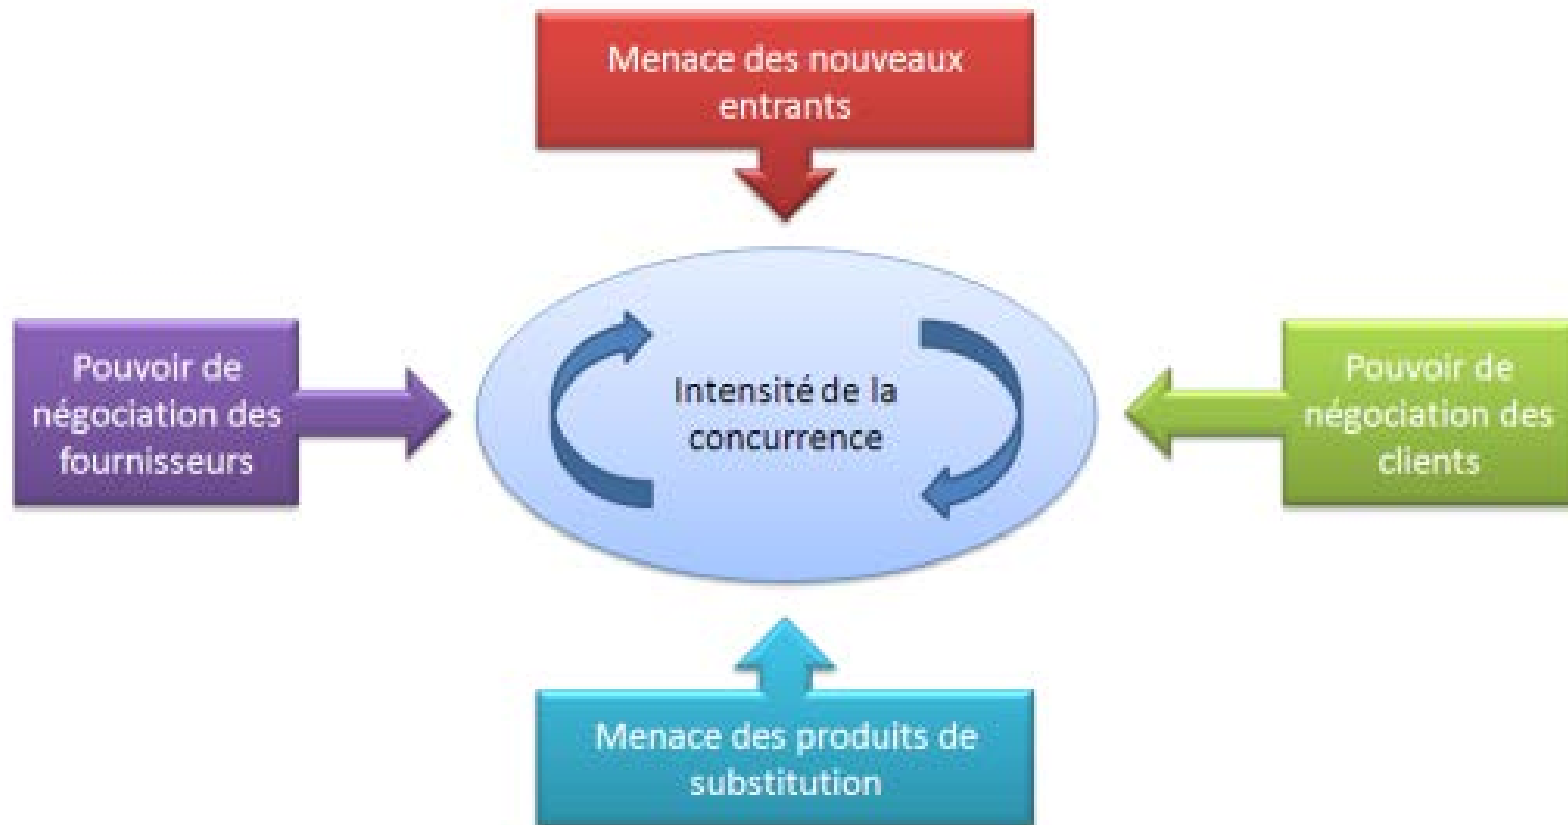 Menace des nouveaux
entrants
Pouvoir de
négociation des
fournisseurs
Intensité de la
concurrence
Pouvoir de
négociation des
clients
Menace des produits de
substitution